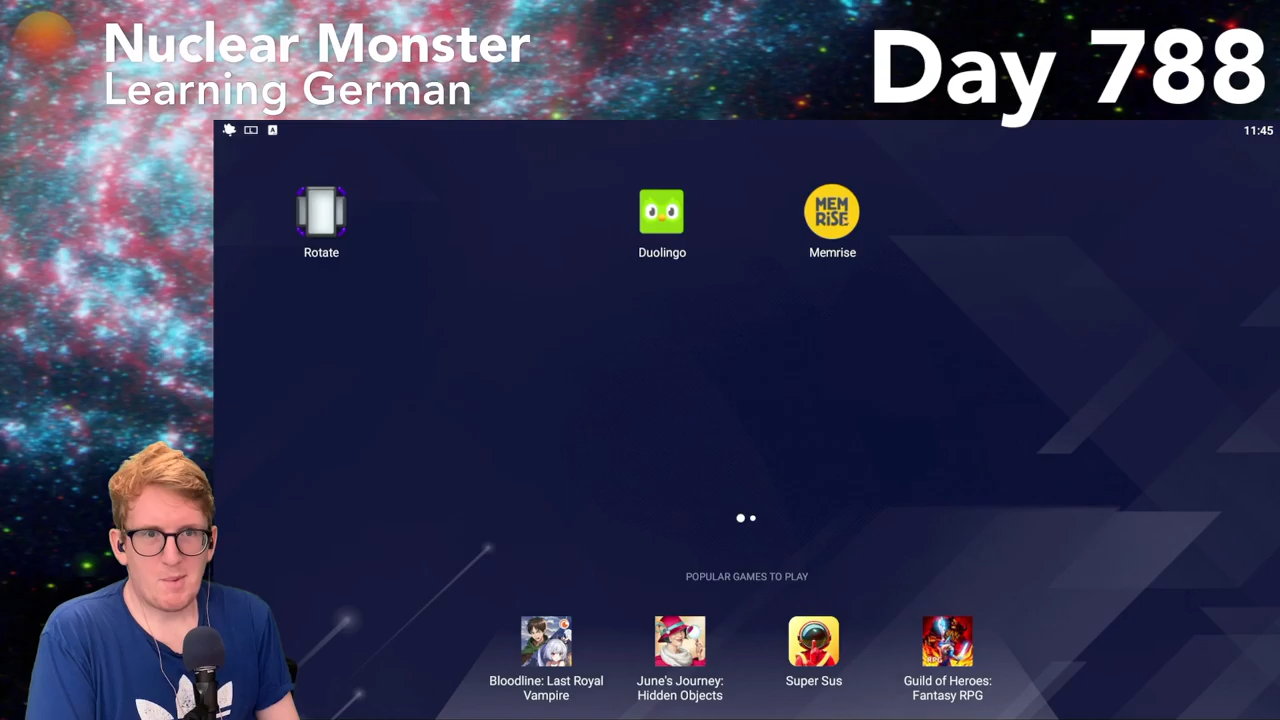 Nuclear Monster
Learning German
Day 788
11:45
Rotate
Duolingo
MEM
RiSE
Memrise
POPULAR GAMES TO PLAY
RPG
Bloodline: Last Royal
Vampire
June's Journey:
Hidden Objects
Super Sus
Guild of Heroes:
Fantasy RPG